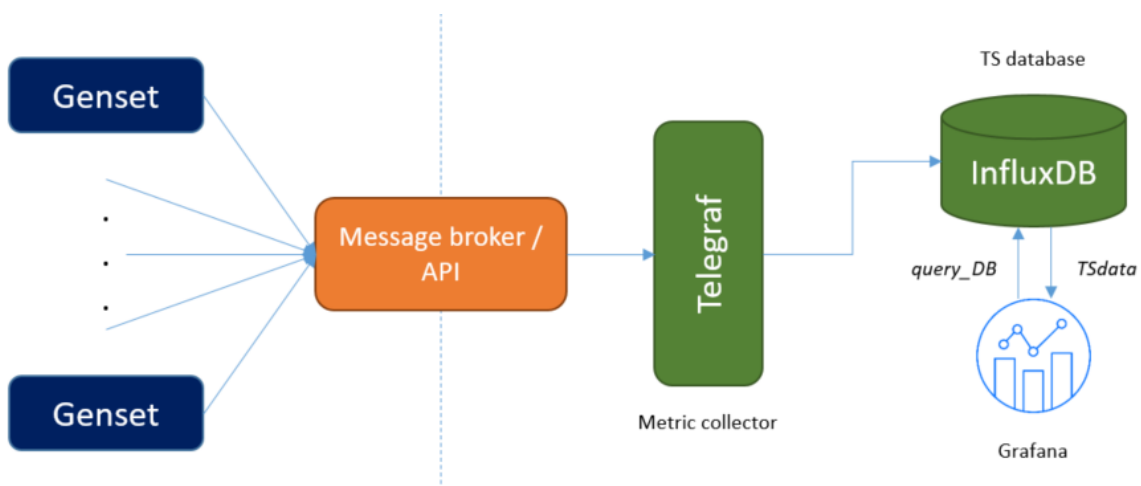 TS database
Genset
InfluxDB
Message broker /
API
Telegraf
query_DB
TSdata
Genset
Metric collector
Grafana